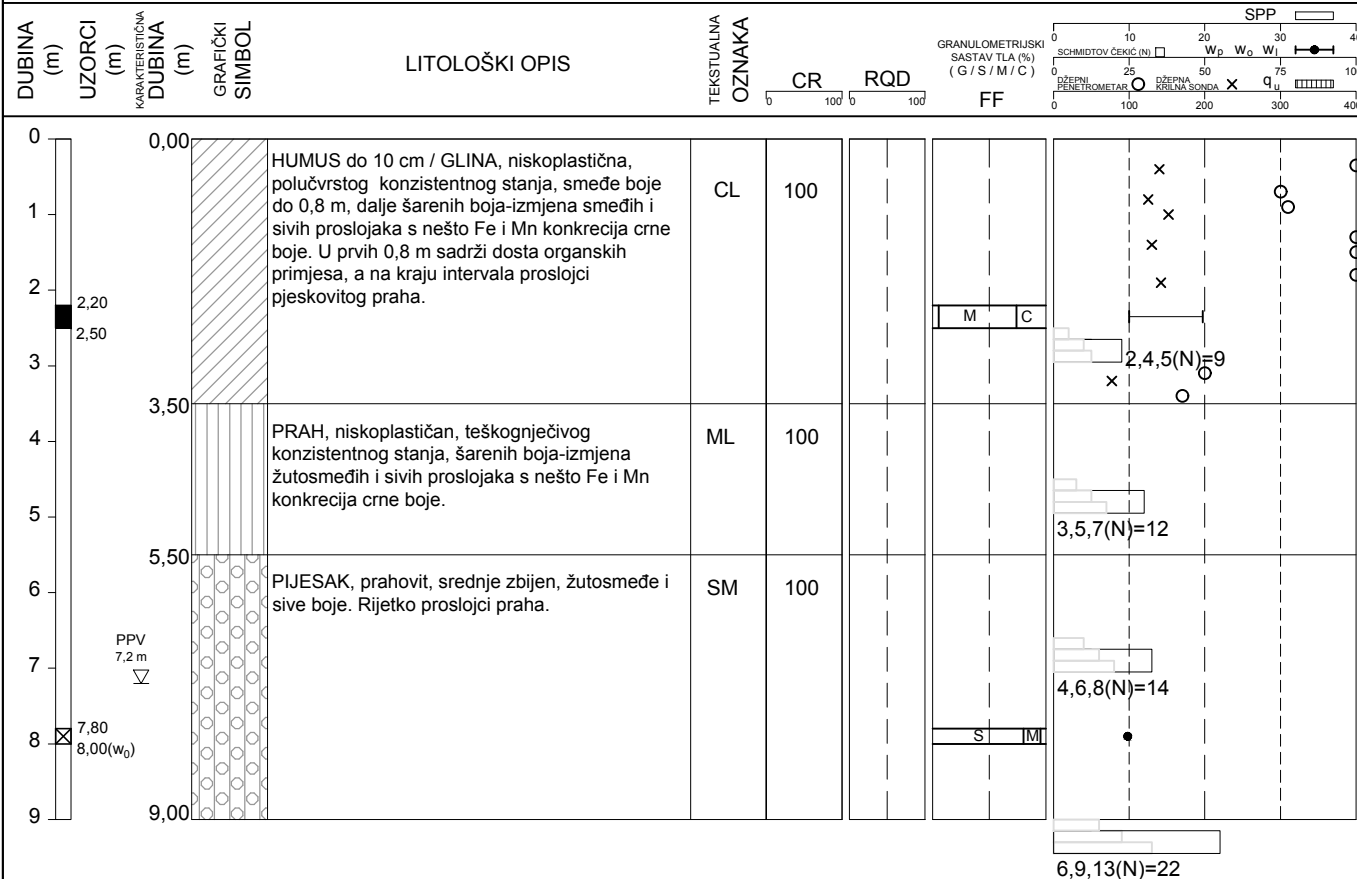 DUBINA
(m)
UZORCI
(m)
KARAKTERISTIČNA
DUBINA
(m)
GRAFIČKI
SIMBOL
LITOLOŠKI OPIS
TEKSTUALNA
OZNAKA
CR
0 100
RQD
0 100
GRANULOMETRIJSKI
SASTAV TLA (%)
( G / S / M / C )
FF
SPP
0 10 20 30 40
SCHMIDTOV ČEKIĆ (N) wp wo wl
0 25 50 75 100
DŽEPNI
PENETROMETAR
DŽEPNA
KRILNA SONDA
qu
0 100 200 300 400
0
1
2
3
4
5
6
7
8
9
2,20
2,50
PPV
7,2 m
7,80
8,00(w0)
0,00
3,50
5,50
9,00
HUMUS do 10 cm / GLINA, niskoplastična,
polučvrstog konzistentnog stanja, smeđe boje
do 0,8 m, dalje šarenih boja-izmjena smeđih i
sivih proslojaka s nešto Fe i Mn konkrecija crne
boje. U prvih 0,8 m sadrži dosta organskih
primjesa, a na kraju intervala proslojci
pjeskovitog praha.
CL
100
M C
2,4,5(N)=9
PRAH, niskoplastičan, teškognječivog
konzistentnog stanja, šarenih boja-izmjena
žutosmeđih i sivih proslojaka s nešto Fe i Mn
konkrecija crne boje.
ML
100
3,5,7(N)=12
PIJESAK, prahovit, srednje zbijen, žutosmeđe i
sive boje. Rijetko proslojci praha.
SM
100
4,6,8(N)=14
S M
6,9,13(N)=22